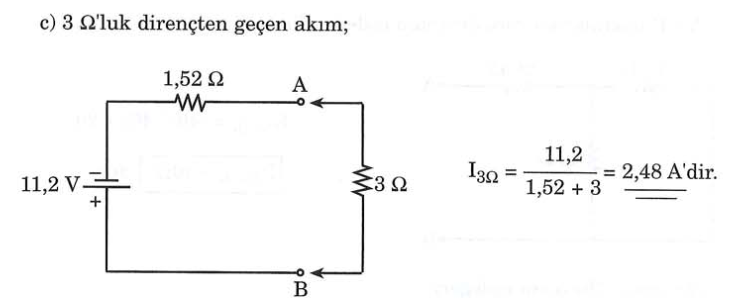 c) 3 Ω'luk dirençten geçen akım;
1,52 Ω
A
11,2 V
−
+
3 Ω
B
I3Ω = 11,2 / 1,52 + 3 = 2,48 A'dir.